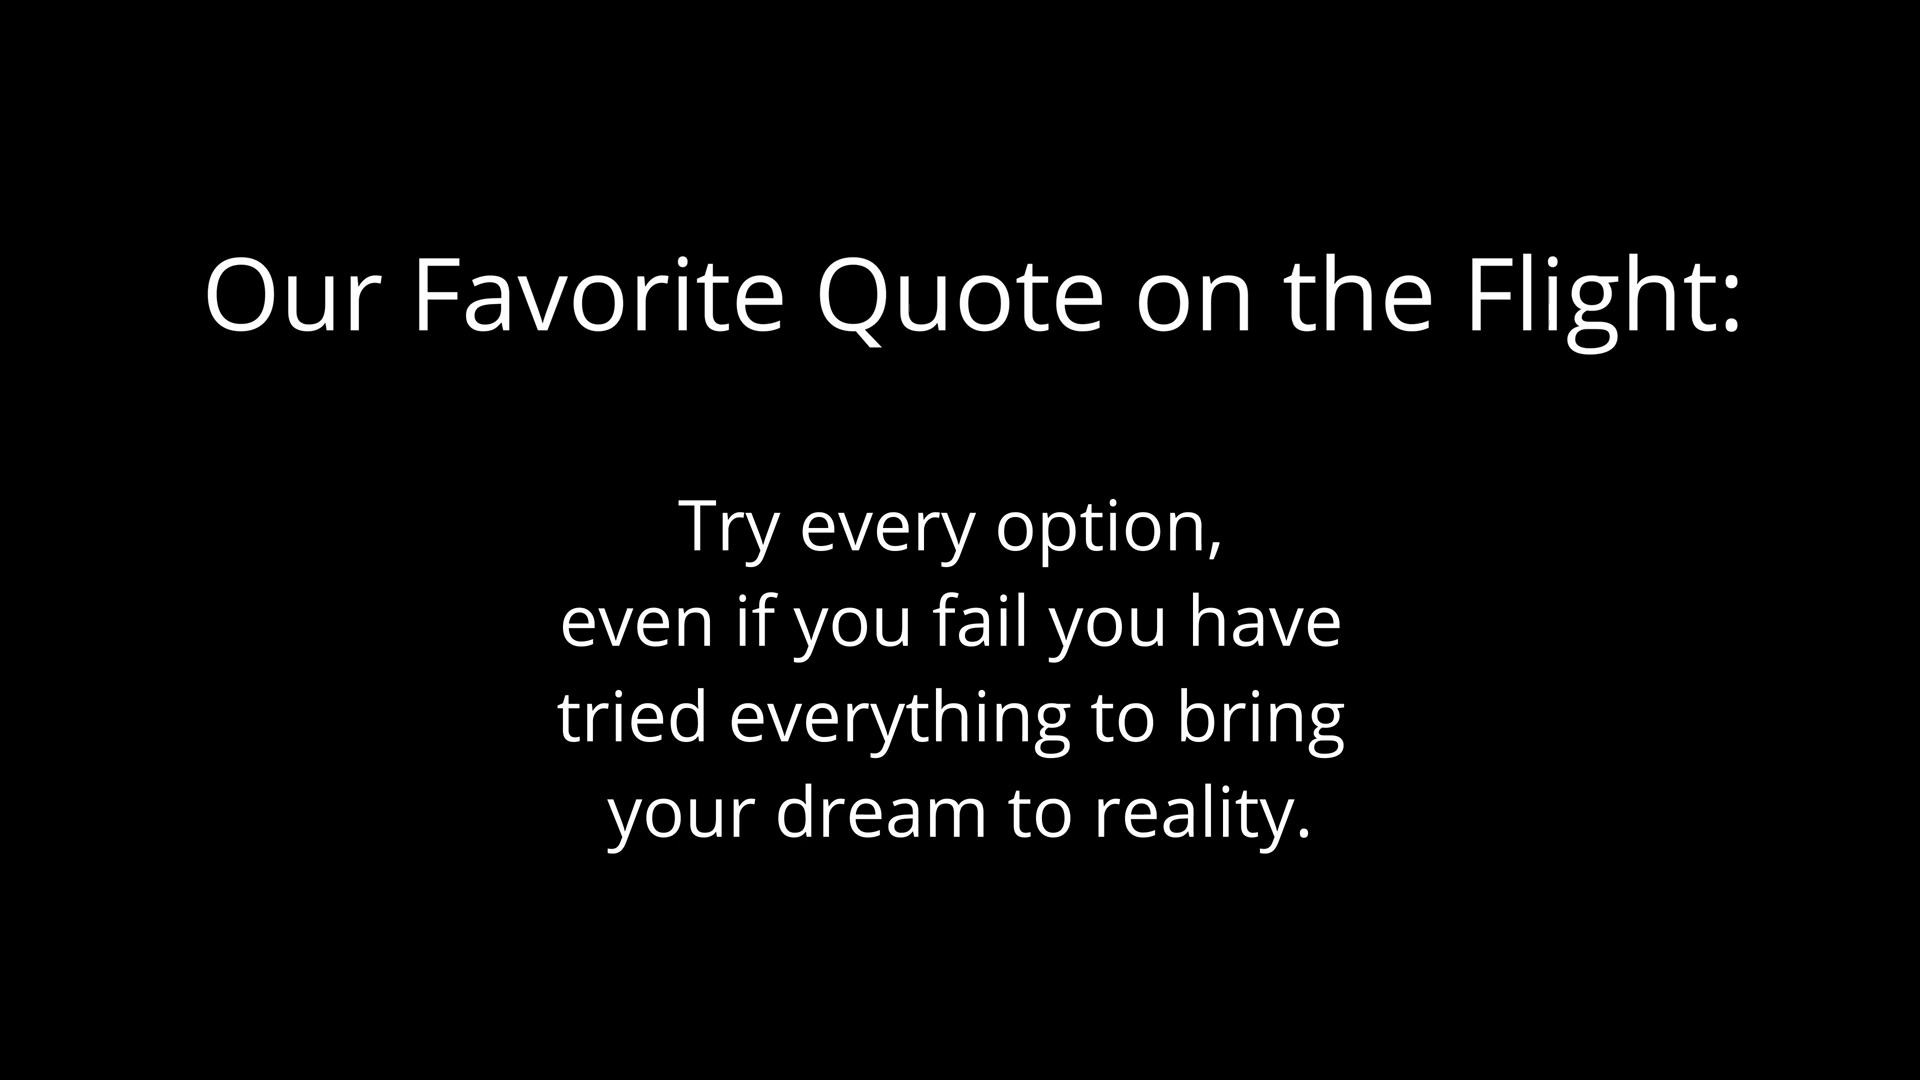 Our Favorite Quote on the Flight:
Try every option,
even if you fail you have
tried everything to bring
your dream to reality.